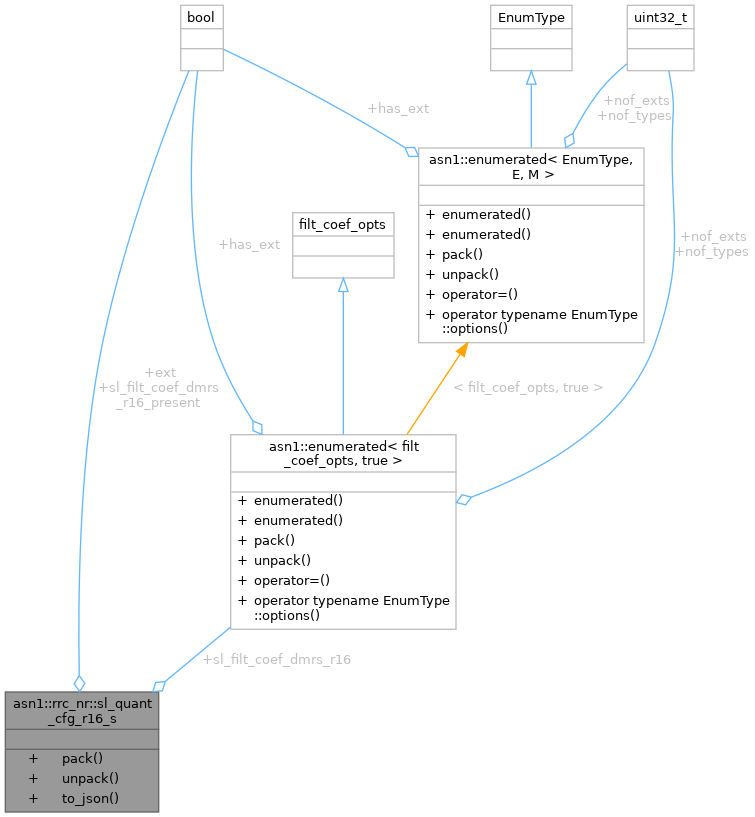 bool
EnumType
uint32_t
+has_ext
+nof_exts
+nof_types
asn1::enumerated< EnumType,
E, M >
+ enumerated()
+ enumerated()
+ pack()
+ unpack()
+ operator=()
+ operator typename EnumType
::options()
filt_coef_opts
+has_ext
+nof_exts
+nof_types
+ext
+sl_filt_coef_dmrs
_r16_present
< filt_coef_opts, true >
asn1::enumerated< filt
_coef_opts, true >
+ enumerated()
+ enumerated()
+ pack()
+ unpack()
+ operator=()
+ operator typename EnumType
::options()
+sl_filt_coef_dmrs_r16
asn1::rrc_nr::sl_quant
_cfg_r16_s
+ pack()
+ unpack()
+ to_json()